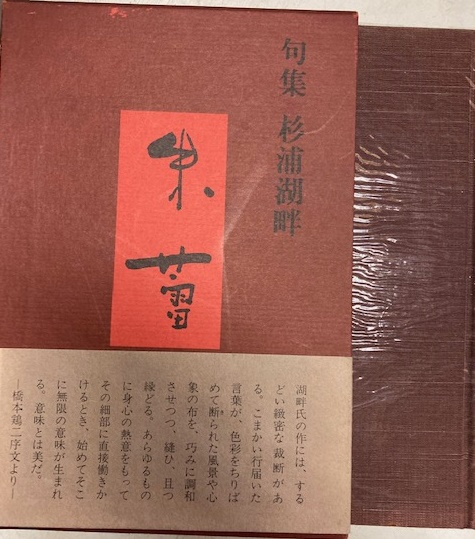 句集 杉浦湖畔
朱蕾
湖畔氏の作には、する
どい緻密な裁断があ
る。こまかい行届いた
言葉が、色彩をちりば
めて断られた風景や心
象の布を、巧みに調和
させつつ、縫ひ、且つ
縁どる。あらゆるもの
に身心の熱意をもって
その細部に直接働きか
けるとき、始めてそこ
に無限の意味が生まれ
る。意味とは美だ。
―橋本鶏二序文より―